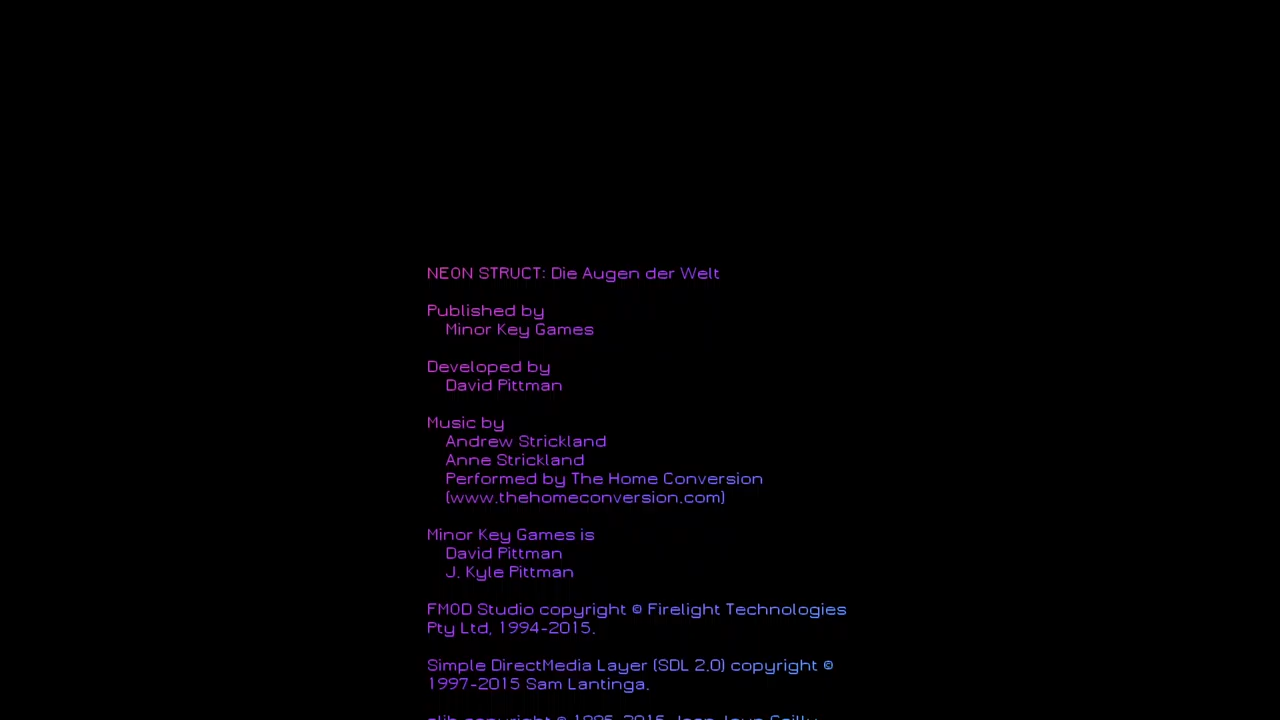 NEON STRUCT: Die Augen der Welt
Published by
Minor Key Games
Developed by
David Pittman
Music by
Andrew Strickland
Anne Strickland
Performed by The Home Conversion
(www.thehomeconversion.com)
Minor Key Games is
David Pittman
J. Kyle Pittman
FMOD Studio copyright © Firelight Technologies
Pty Ltd, 1994-2015.
Simple DirectMedia Layer (SDL 2.0) copyright ©
1997-2015 Sam Lantinga.